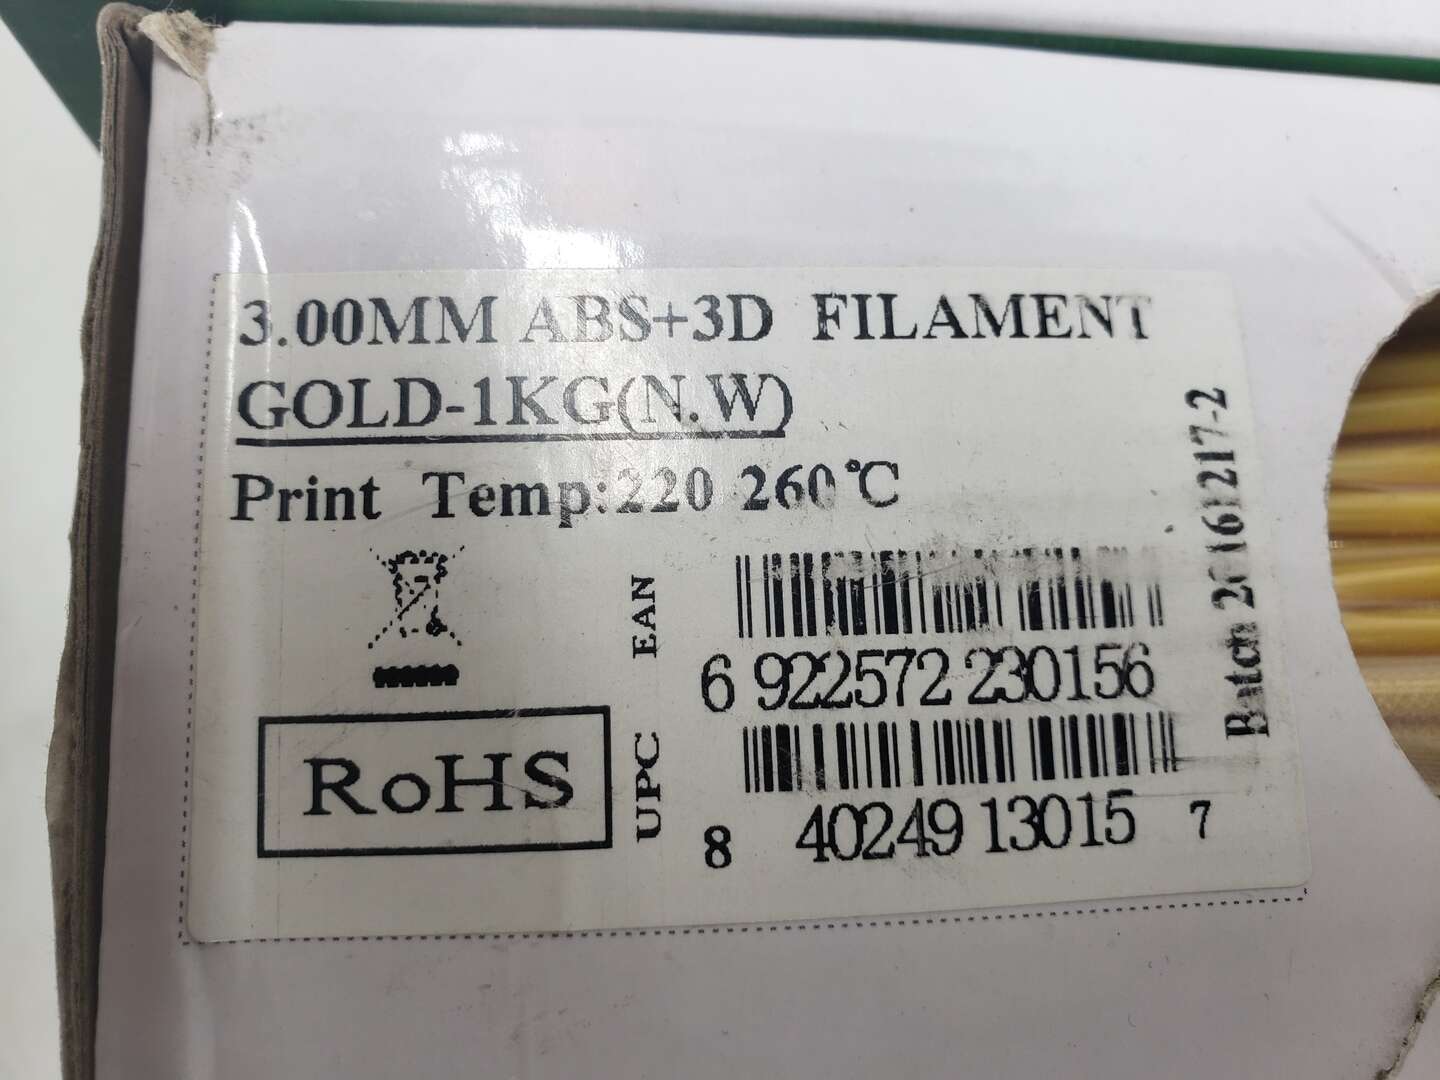 3.00MM ABS+3D FILAMENT
GOLD-1KG(N.W)
Print Temp:220 260℃
EAN
6 922572 230156
UPC
8 40249 13015 7
RoHS
Batch